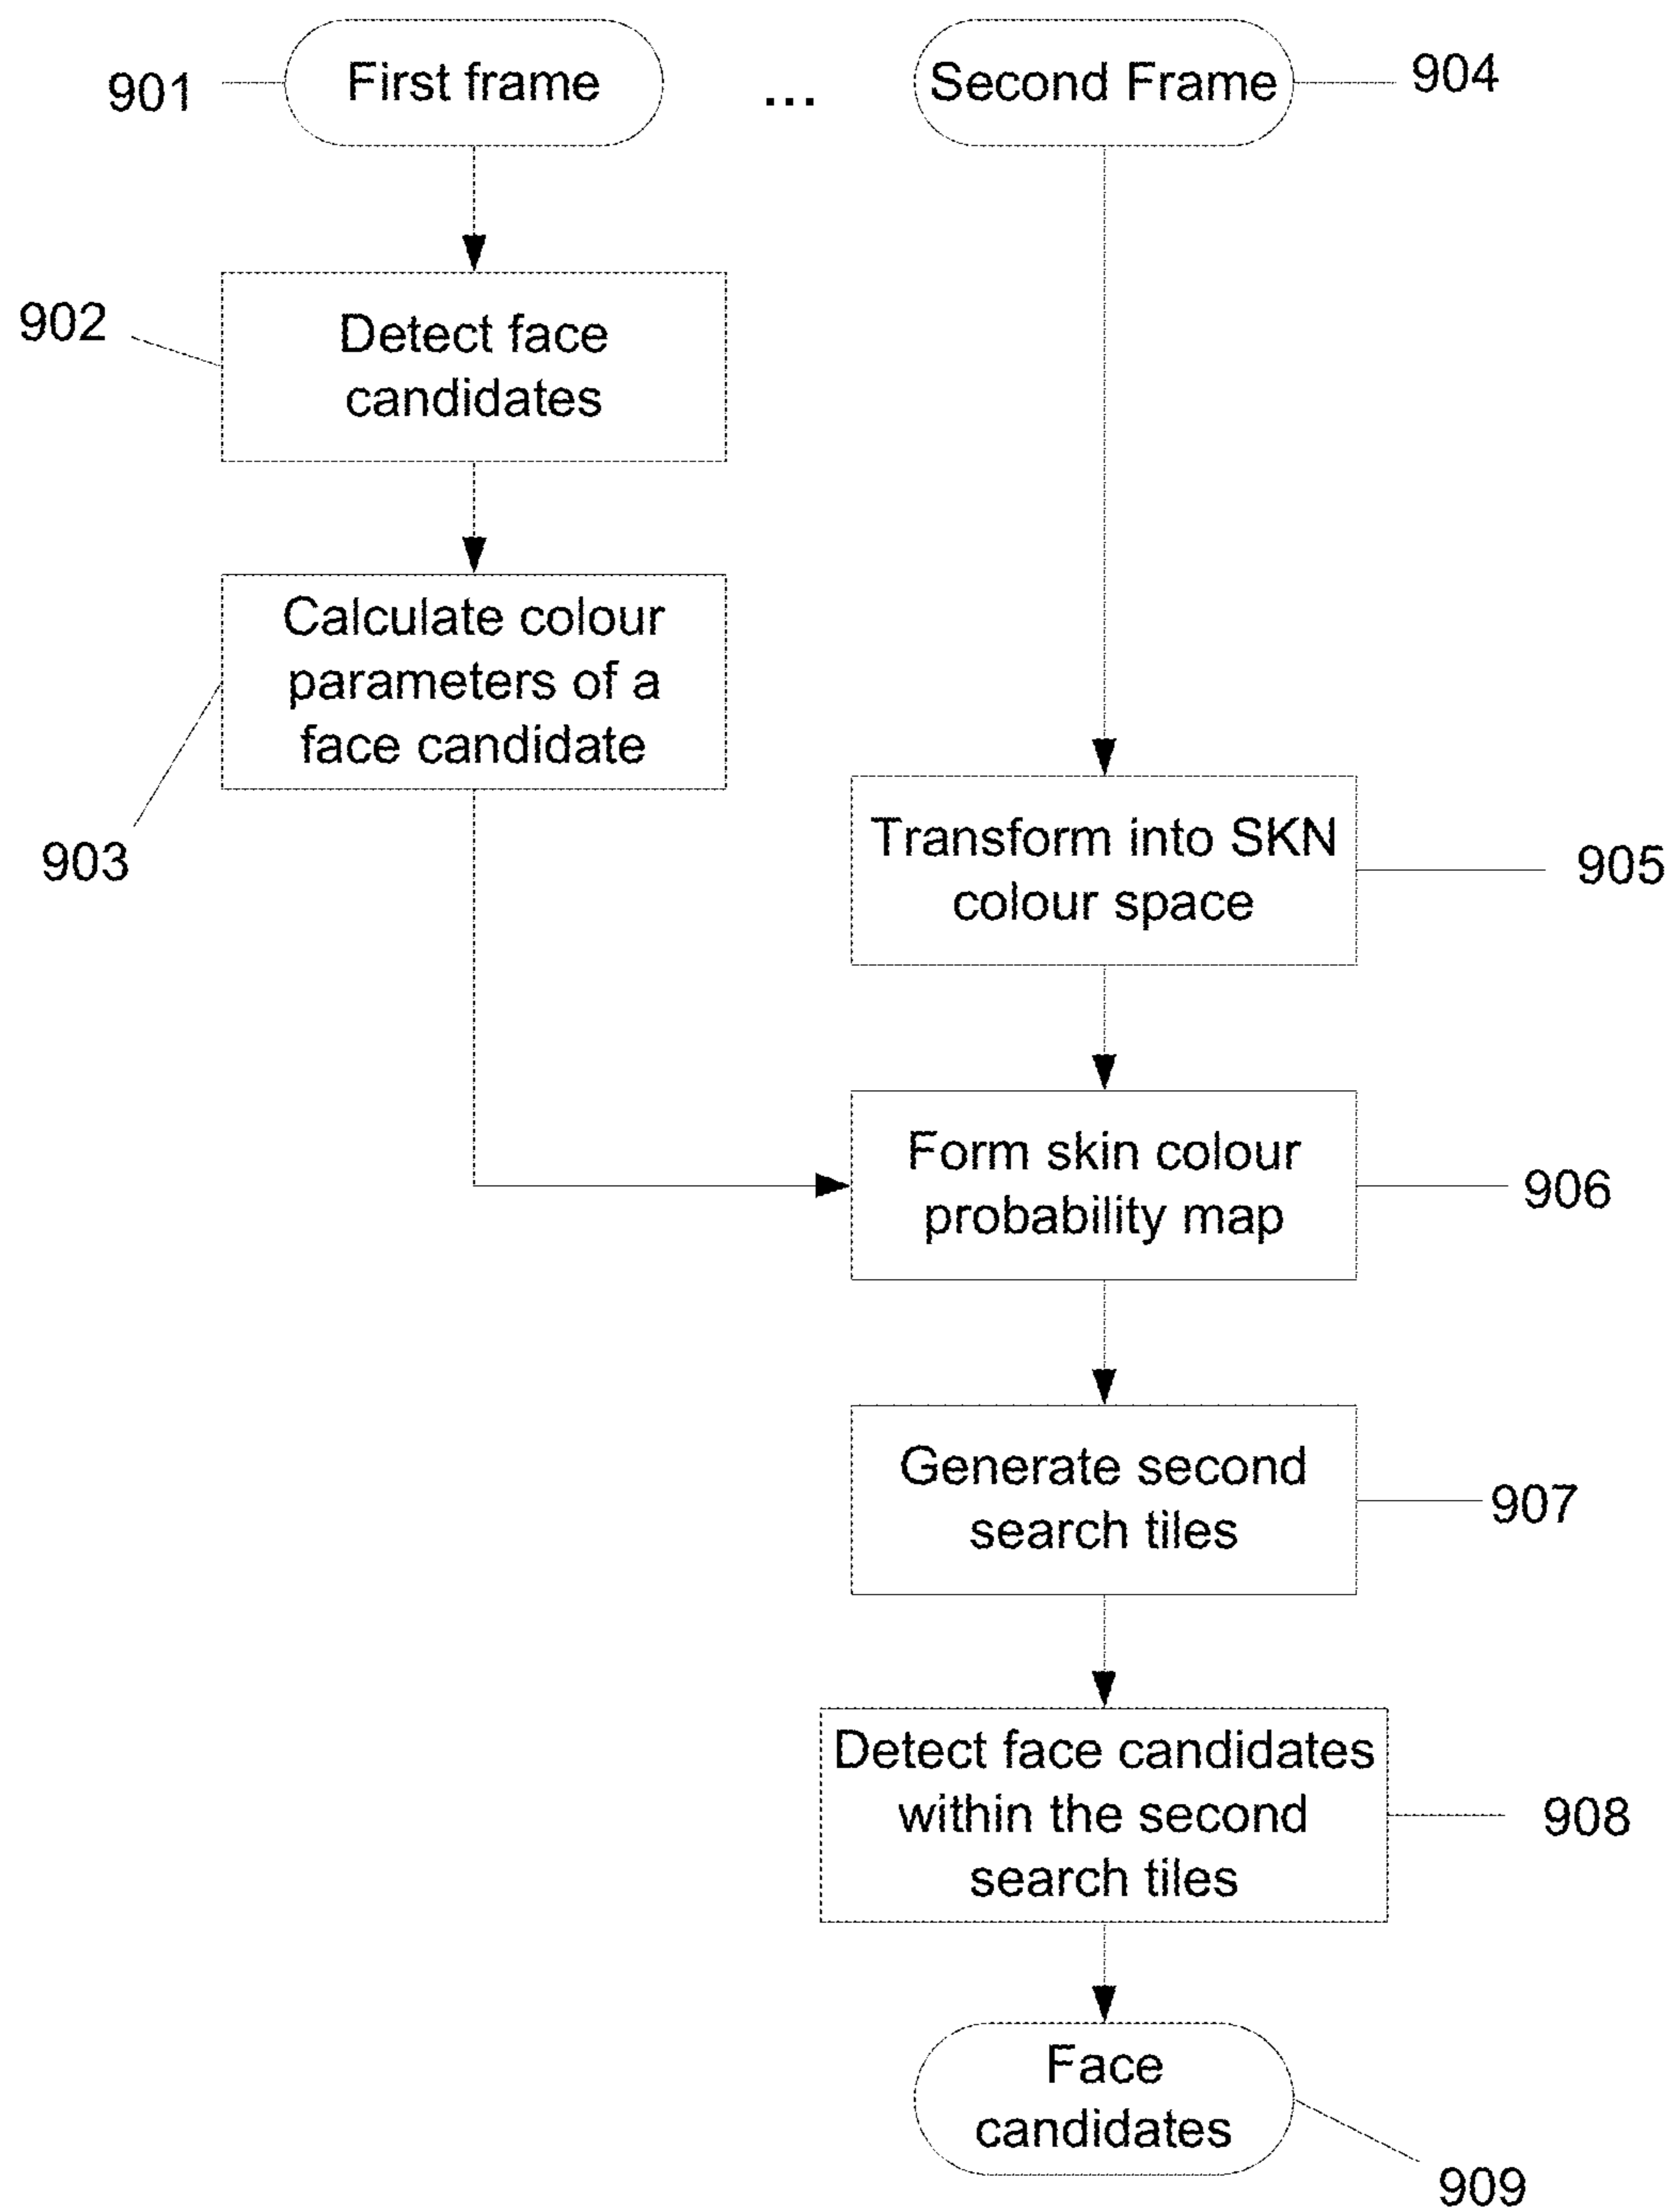 901
First frame
...
Second Frame
904
902
Detect face
candidates
903
Calculate colour
parameters of a
face candidate
Transform into SKN
colour space
905
Form skin colour
probability map
906
Generate second
search tiles
907
Detect face candidates
within the second
search tiles
908
Face
candidates
909